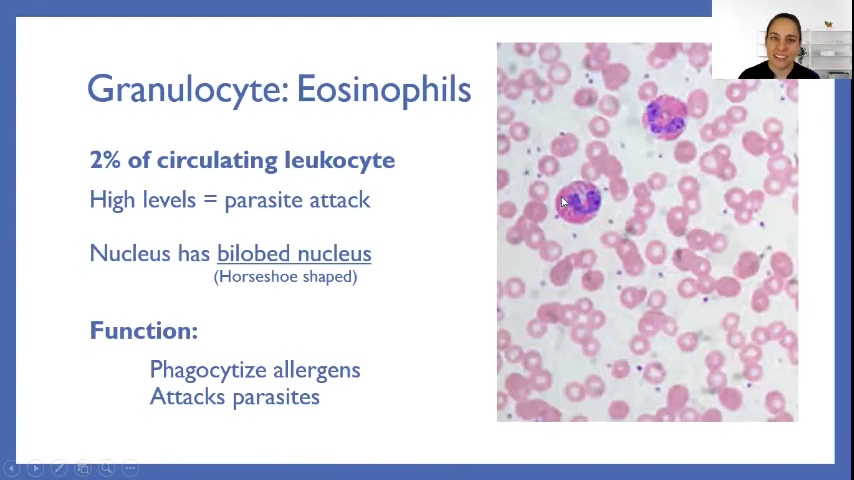 Granulocyte: Eosinophils
2% of circulating leukocyte
High levels = parasite attack
Nucleus has bilobed nucleus
(Horseshoe shaped)
Function:
Phagocytize allergens
Attacks parasites